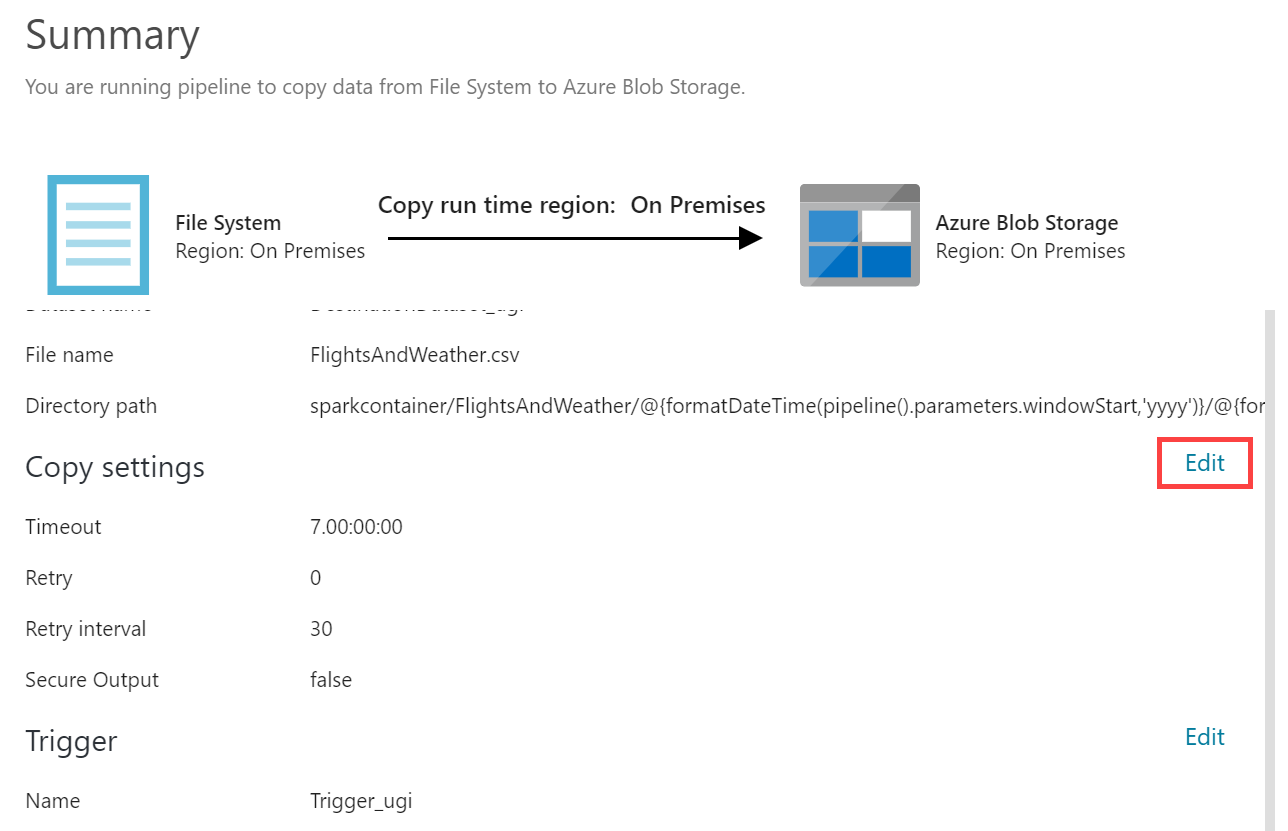 Summary
You are running pipeline to copy data from File System to Azure Blob Storage.
Copy run time region: On Premises
File System
Region: On Premises
Azure Blob Storage
Region: On Premises
File name FlightsAndWeather.csv
Directory path sparkcontainer/FlightsAndWeather/@{formatDateTime(pipeline().parameters.windowStart,'yyyy')}/@{for
Copy settings Edit
Timeout 7.00:00:00
Retry 0
Retry interval 30
Secure Output false
Trigger Edit
Name Trigger_ugi